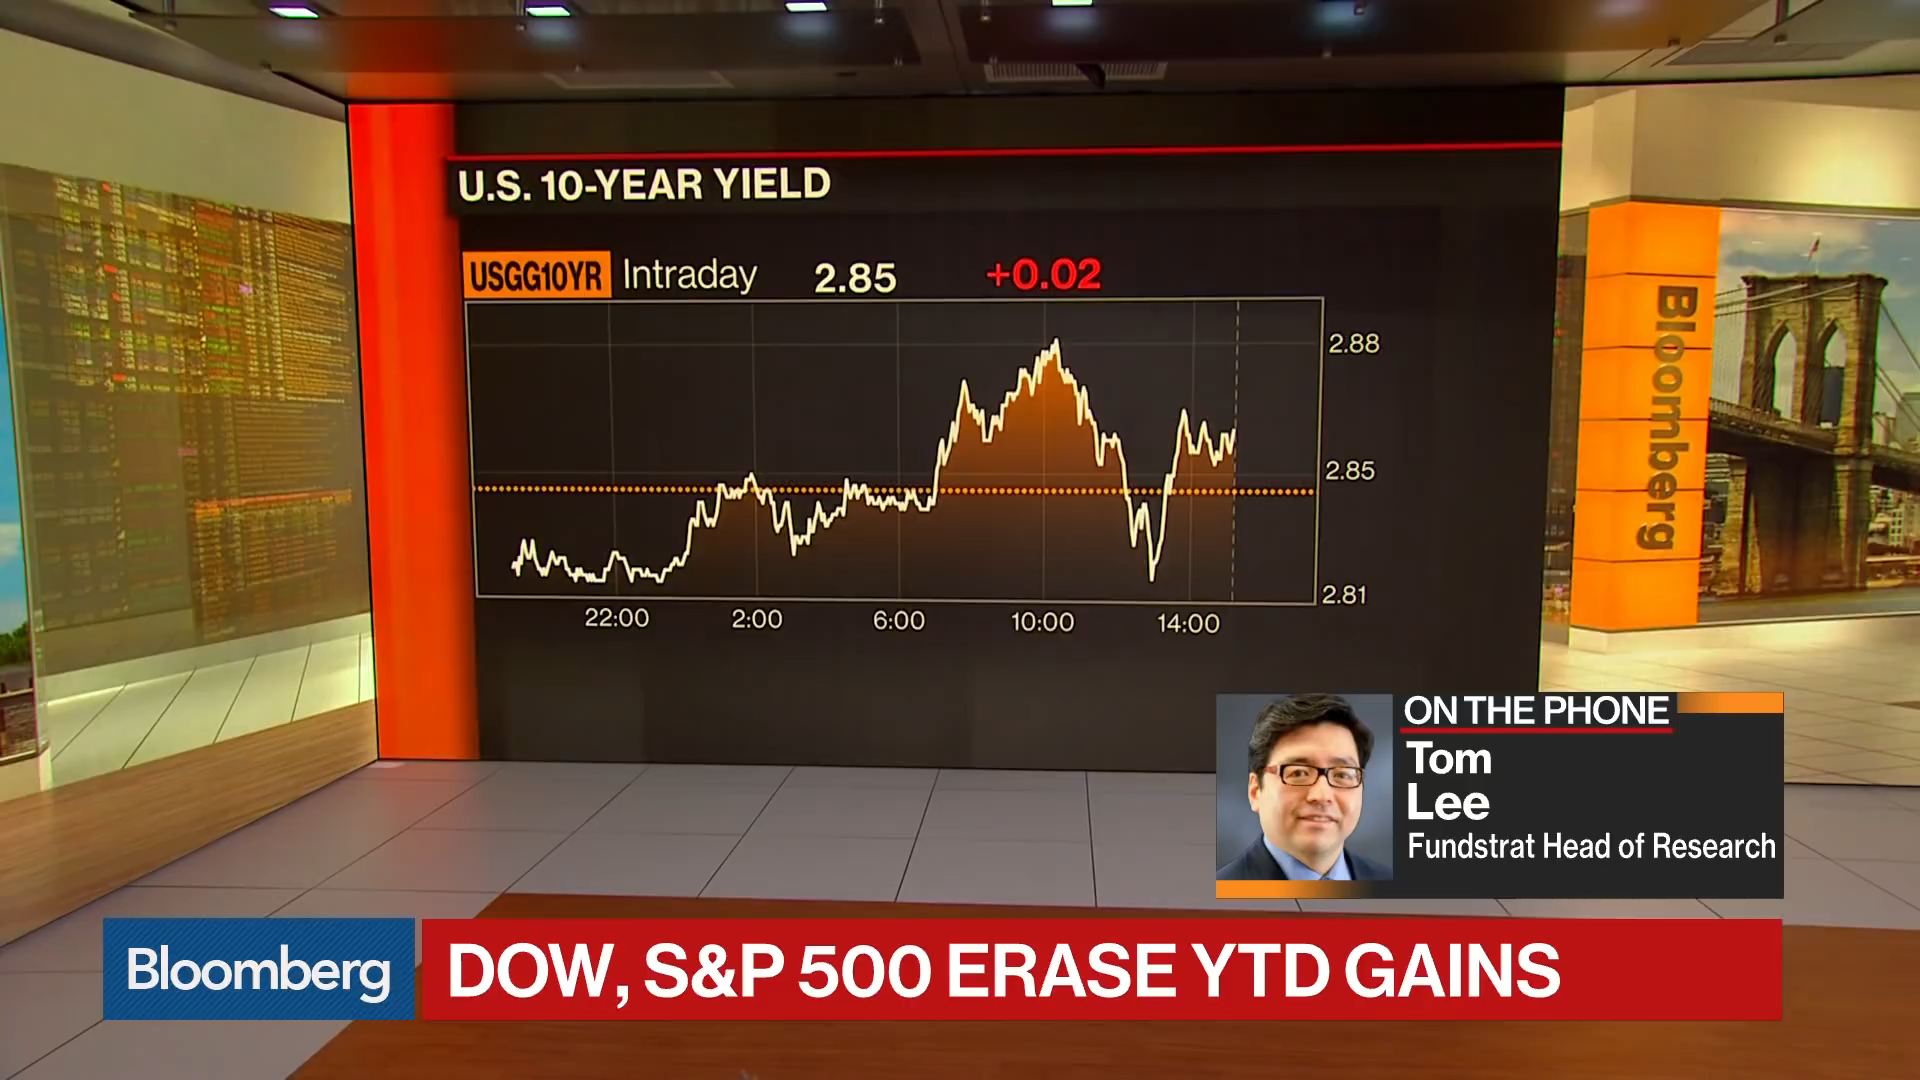 U.S. 10-YEAR YIELD
USGG10YR Intraday 2.85 +0.02
2.88
2.85
2.81
22:00 2:00 6:00 10:00 14:00
Bloomberg
ON THE PHONE
Tom
Lee
Fundstrat Head of Research
Bloomberg
DOW, S&P 500 ERASE YTD GAINS